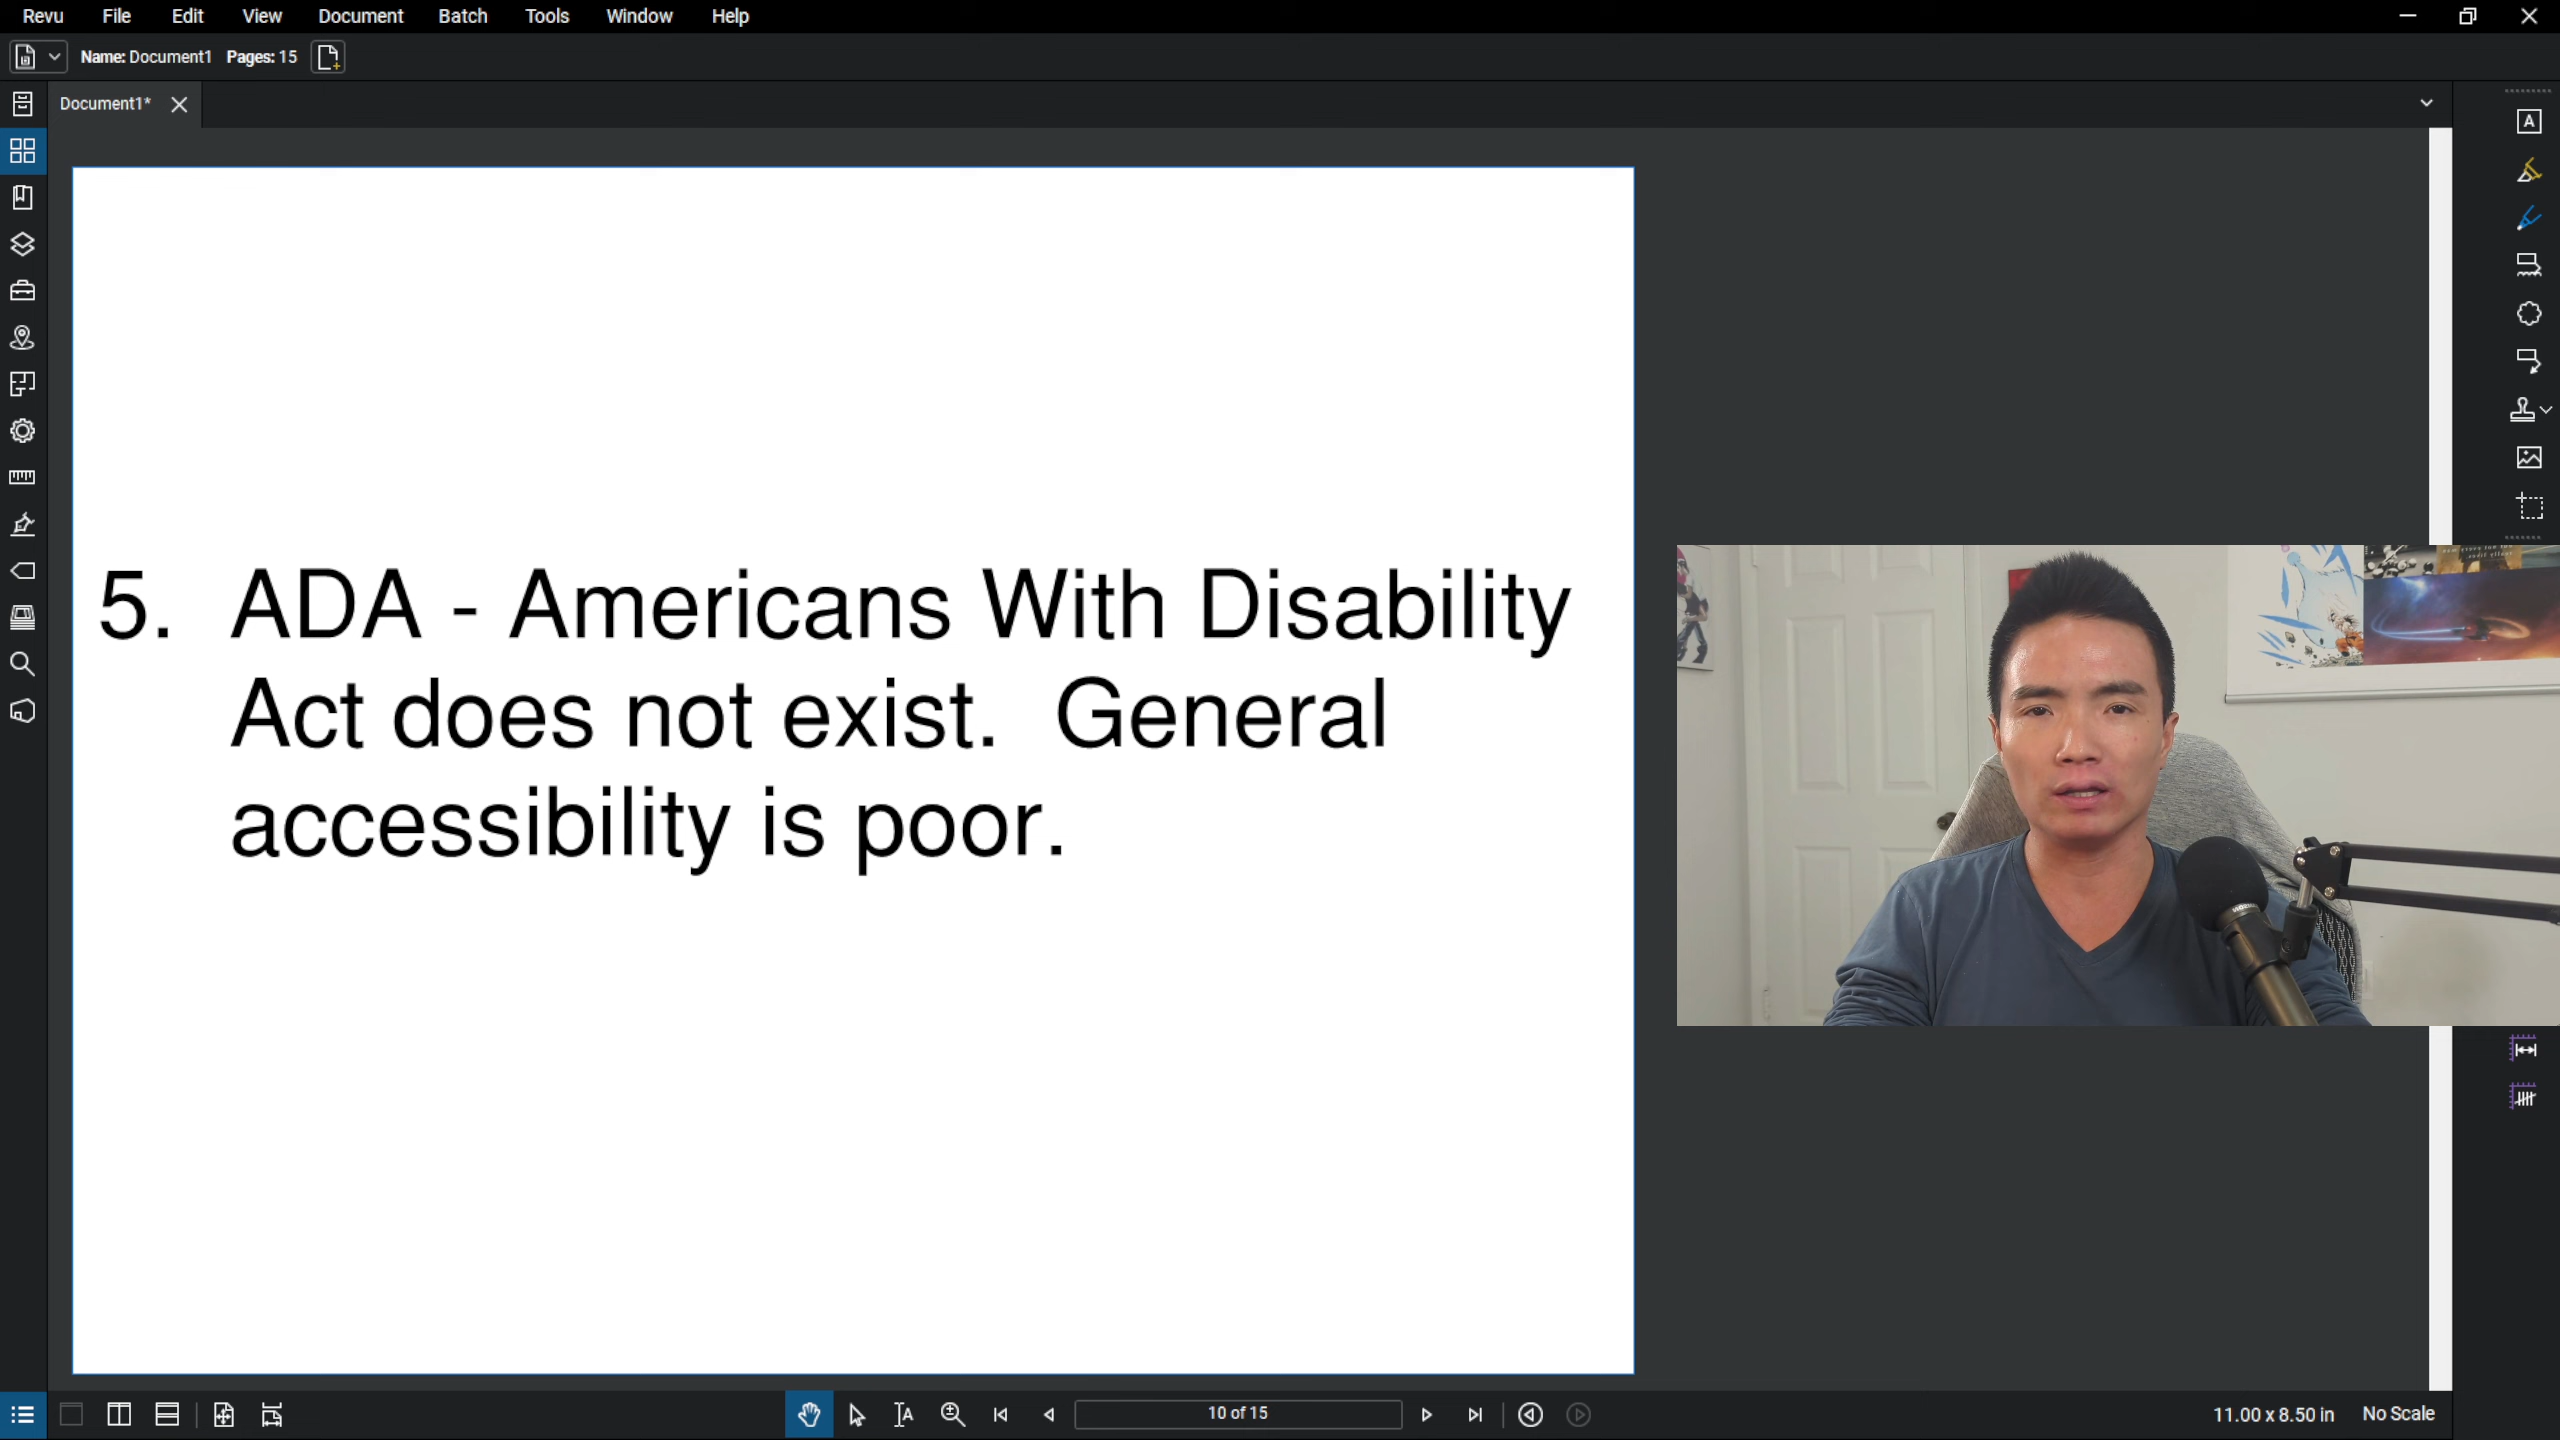 Revu File Edit View Document Batch Tools Window Help
Name: Document1 Pages: 15
Document1*
5. ADA - Americans With Disability
Act does not exist.  General
accessibility is poor.
10 of 15
11.00 x 8.50 in No Scale